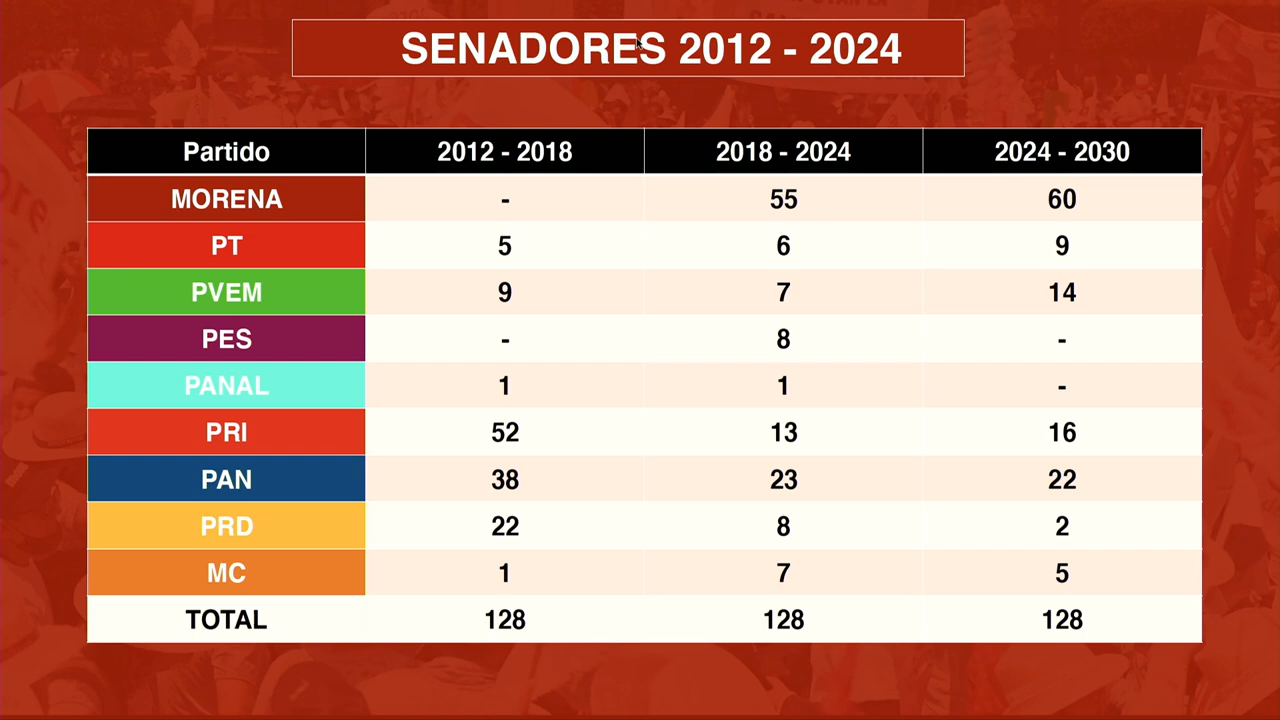 SENADORES 2012 - 2024
Partido 2012 - 2018 2018 - 2024 2024 - 2030
MORENA - 55 60
PT 5 6 9
PVEM 9 7 14
PES - 8 -
PANAL 1 1 -
PRI 52 13 16
PAN 38 23 22
PRD 22 8 2
MC 1 7 5
TOTAL 128 128 128